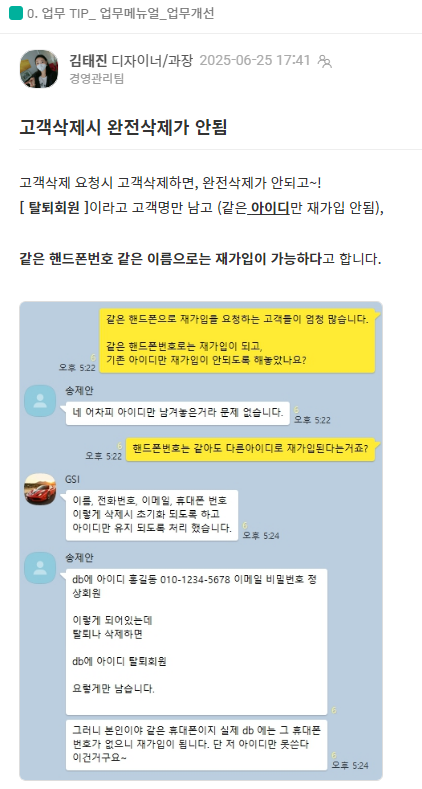 0. 업무 TIP_ 업무메뉴얼_업무개선
김태진 디자이너/과장 2025-06-25 17:41
경영관리팀
고객삭제시 완전삭제가 안됨
고객삭제 요청시 고객삭제하면, 완전삭제가 안되고~!
[ 탈퇴회원 ]이라고 고객명만 남고 (같은 아이디만 재가입 안됨),
같은 핸드폰번호 같은 이름으로는 재가입이 가능하다고 합니다.
같은 핸드폰으로 재가입을 요청하는 고객들이 엄청 많습니다.
같은 핸드폰번호로는 재가입이 되고,
기존 아이디만 재가입이 안되도록 해놓았나요?
6
오후 5:22
송제안
네 어차피 아이디만 남겨놓은거라 문제 없습니다.
6
오후 5:22
핸드폰번호는 같아도 다른아이디로 재가입된다는거죠?
6
오후 5:22
GSI
이름, 전화번호, 이메일, 휴대폰 번호
이렇게 삭제시 초기화 되도록 하고
아이디만 유지 되도록 처리 했습니다.
6
오후 5:24
송제안
db에 아이디 홍길동 010-1234-5678 이메일 비밀번호 정
상회원
이렇게 되어있는데
탈퇴나 삭제하면
db에 아이디 탈퇴회원
요렇게만 남습니다.
6
그러니 본인이야 같은 휴대폰이지 실제 db 에는 그 휴대폰
번호가 없으니 재가입이 됩니다. 단 저 아이디만 못쓴다
이건거구요~
6
오후 5:24